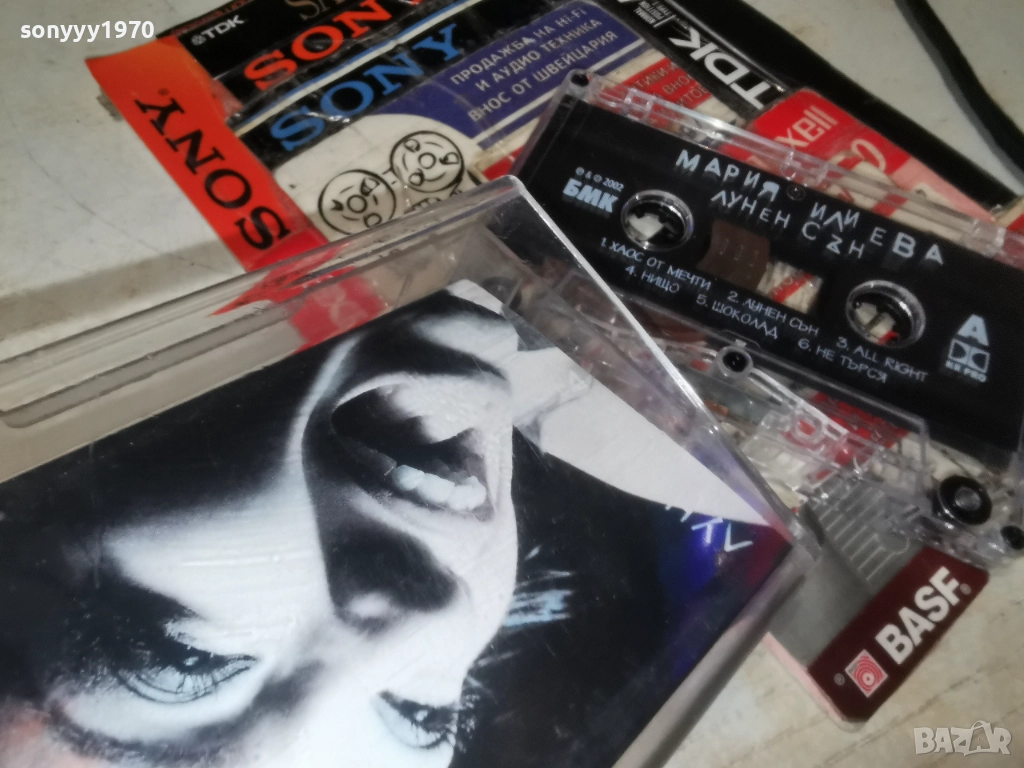 sonyyy1970
TDK
SONY
SONY
SONY
ПРОДАЖБА НА HI-FI
И АУДИО ТЕХНИКА
ВНОС ОТ ШВЕЙЦАРИЯ
TDK
xell
МАРИЯ ИЛИЕВА
ЛУНЕН СЪН
℗ & © 2002
БМК
1. ХАОС ОТ МЕЧТИ 2. ЛУНЕН СЪН 3. ALL RIGHT
4. НИЩО 5. ШОКОЛАД 6. НЕ ТЪРСЯ
A
BASF
BAZAR